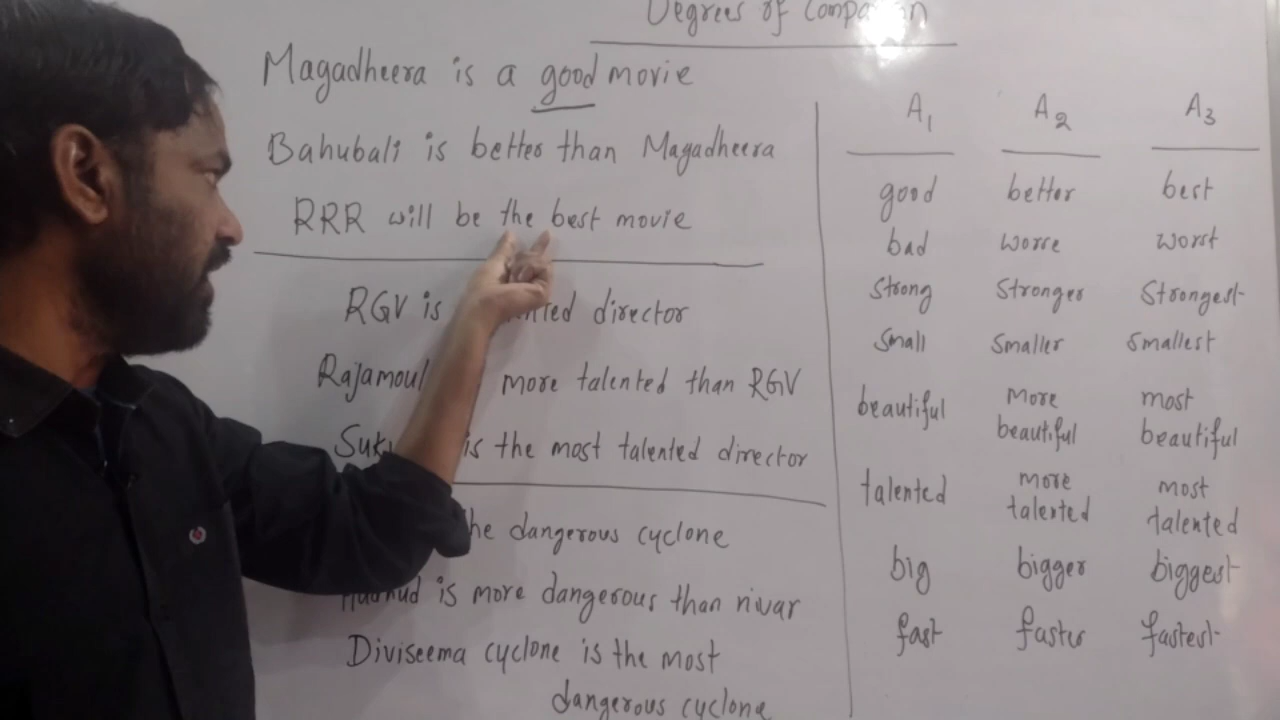 Degrees of
Magadheera is a good movie
Bahubali is better than Magadheera
RRR will be the best movie
RGV is director
more talented than RGV
is the most talented director
dangerous cyclone
is more dangerous than nivar
Diviseema cyclone is the most
dangerous cyclone
A1 A2 A3
good better best
bad worse worst
Strong Stronger Strongest
Small Smaller Smallest
beautiful more most
beautiful beautiful
talented more most
talented talented
big bigger biggest
fast faster fastest